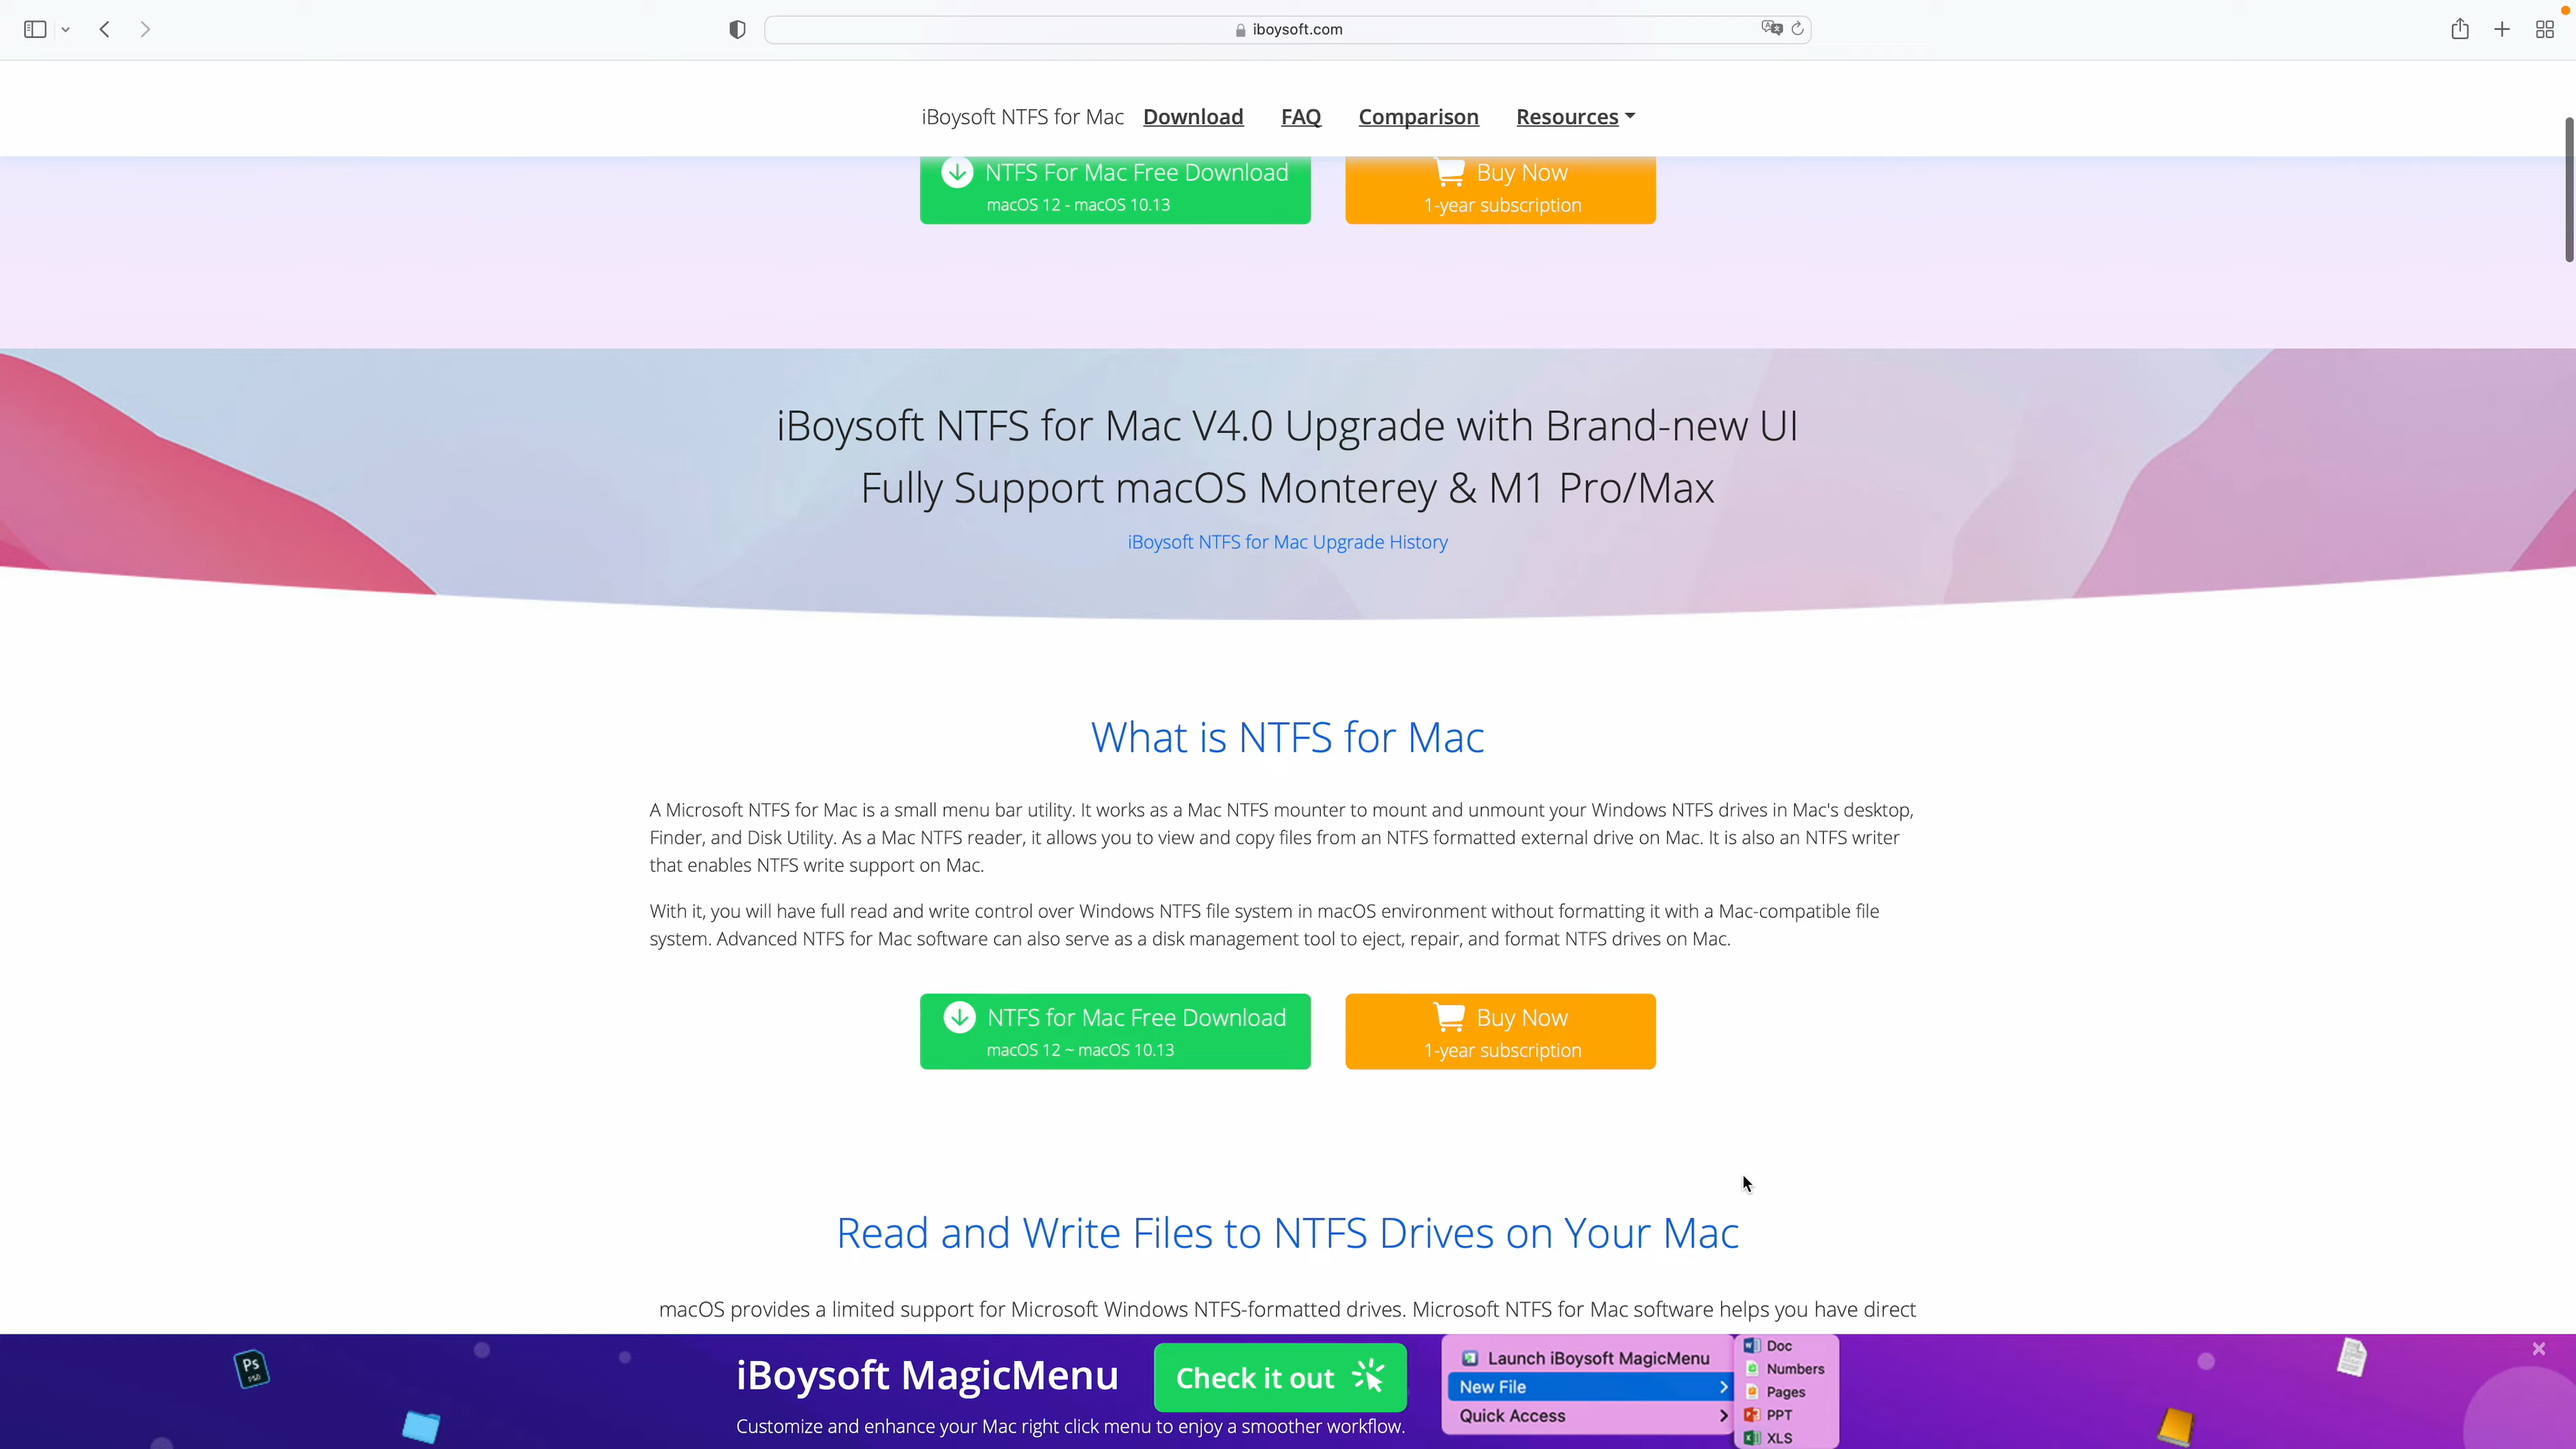 iboysoft.com
iBoysoft NTFS for Mac Download FAQ Comparison Resources
NTFS For Mac Free Download
macOS 12 - macOS 10.13
Buy Now
1-year subscription
iBoysoft NTFS for Mac V4.0 Upgrade with Brand-new UI
Fully Support macOS Monterey & M1 Pro/Max
iBoysoft NTFS for Mac Upgrade History
What is NTFS for Mac
A Microsoft NTFS for Mac is a small menu bar utility. It works as a Mac NTFS mounter to mount and unmount your Windows NTFS drives in Mac's desktop,
Finder, and Disk Utility. As a Mac NTFS reader, it allows you to view and copy files from an NTFS formatted external drive on Mac. It is also an NTFS writer
that enables NTFS write support on Mac.
With it, you will have full read and write control over Windows NTFS file system in macOS environment without formatting it with a Mac-compatible file
system. Advanced NTFS for Mac software can also serve as a disk management tool to eject, repair, and format NTFS drives on Mac.
NTFS for Mac Free Download
macOS 12 ~ macOS 10.13
Buy Now
1-year subscription
Read and Write Files to NTFS Drives on Your Mac
macOS provides a limited support for Microsoft Windows NTFS-formatted drives. Microsoft NTFS for Mac software helps you have direct
Ps
PSD
iBoysoft MagicMenu
Customize and enhance your Mac right click menu to enjoy a smoother workflow.
Check it out
Launch iBoysoft MagicMenu
New File
Quick Access
Doc
Numbers
Pages
PPT
XLS